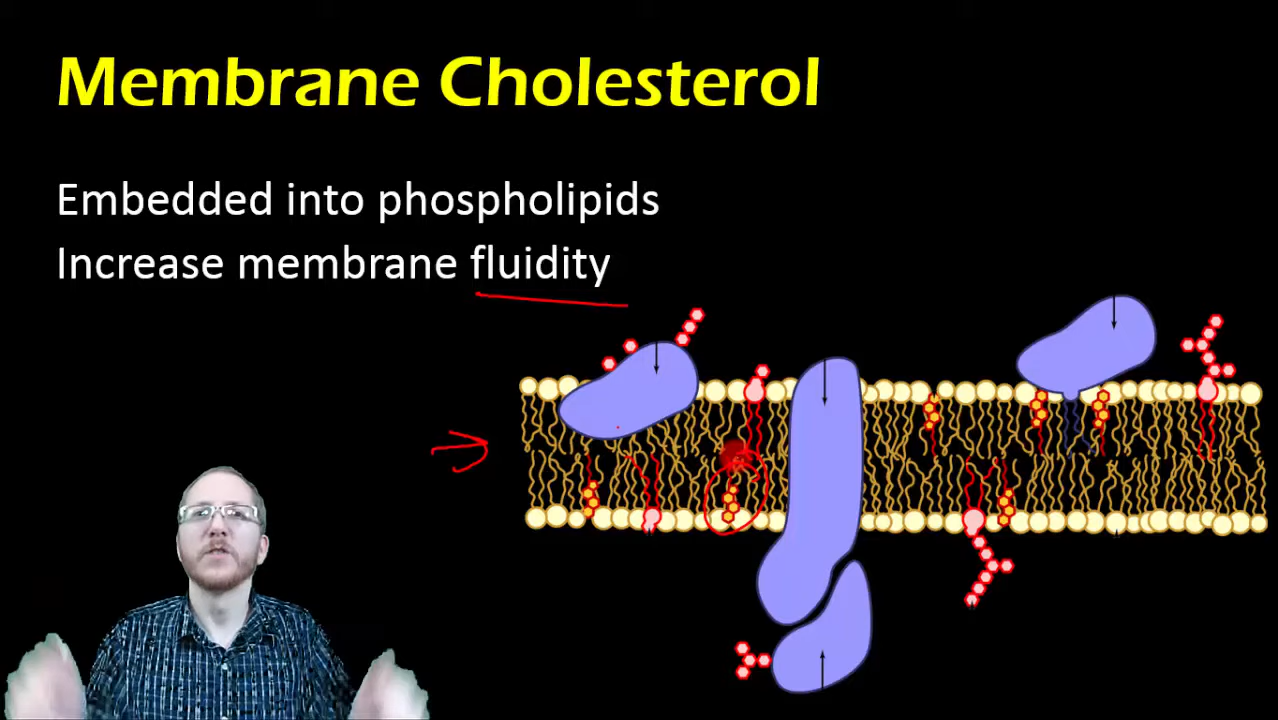 Membrane Cholesterol
Embedded into phospholipids
Increase membrane fluidity